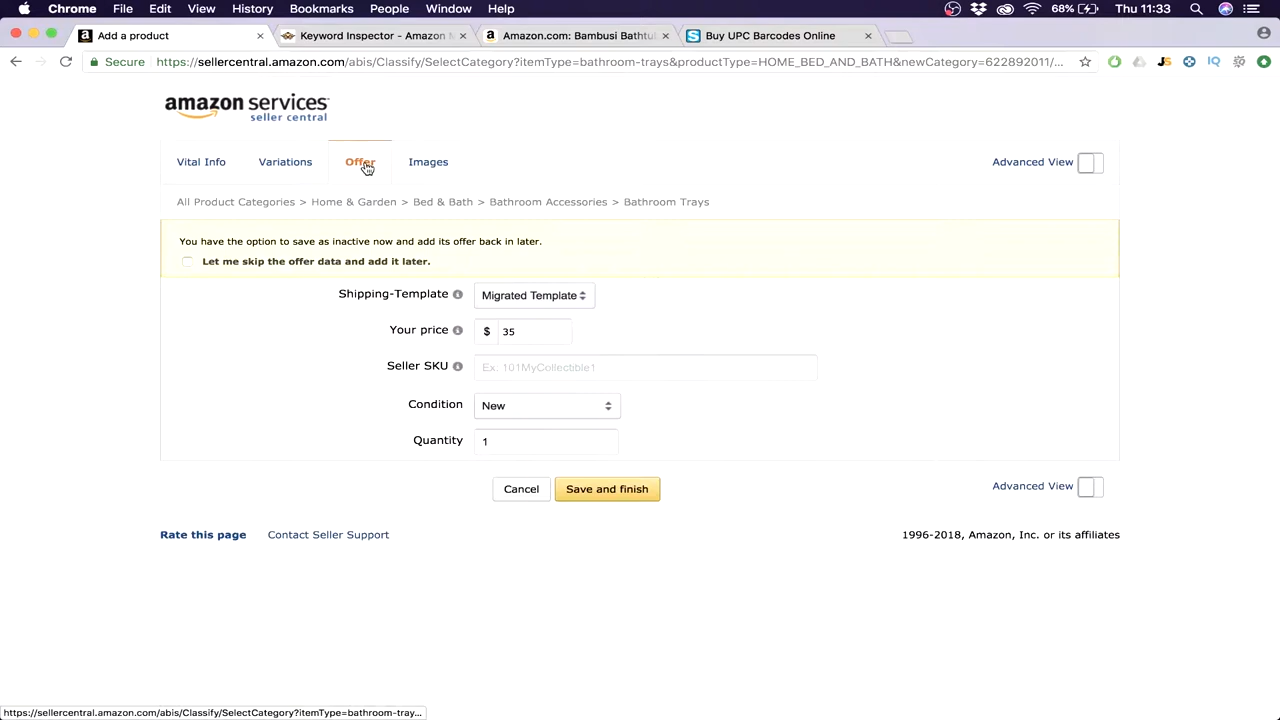 Chrome File Edit View History Bookmarks People Window Help 68% Thu 11:33
Add a product Keyword Inspector - Amazon M Amazon.com: Bambusi Bathtu Buy UPC Barcodes Online
Secure https://sellercentral.amazon.com/abis/Classify/SelectCategory?itemType=bathroom-trays&productType=HOME_BED_AND_BATH&newCategory=622892011/... JS IQ
amazon services
seller central
Vital Info Variations Offer Images Advanced View
All Product Categories > Home & Garden > Bed & Bath > Bathroom Accessories > Bathroom Trays
You have the option to save as inactive now and add its offer back in later.
Let me skip the offer data and add it later.
Shipping-Template Migrated Template
Your price $ 35
Seller SKU Ex. 101MyCollectible1
Condition New
Quantity 1
Cancel Save and finish Advanced View
Rate this page Contact Seller Support 1996-2018, Amazon, Inc. or its affiliates
https://sellercentral.amazon.com/abis/Classify/SelectCategory?itemType=bathroom-tray...